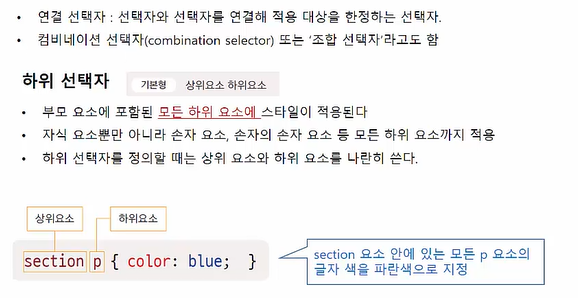 • 연결 선택자 : 선택자와 선택자를 연결해 적용 대상을 한정하는 선택자.
• 컴비네이션 선택자(combination selector) 또는 '조합 선택자'라고도 함
하위 선택자 기본형 상위요소 하위요소
• 부모 요소에 포함된 모든 하위 요소에 스타일이 적용된다
• 자식 요소뿐만 아니라 손자 요소, 손자의 손자 요소 등 모든 하위 요소까지 적용
• 하위 선택자를 정의할 때는 상위 요소와 하위 요소를 나란히 쓴다.
상위요소 하위요소
section p { color: blue; }
section 요소 안에 있는 모든 p 요소의
글자 색을 파란색으로 지정